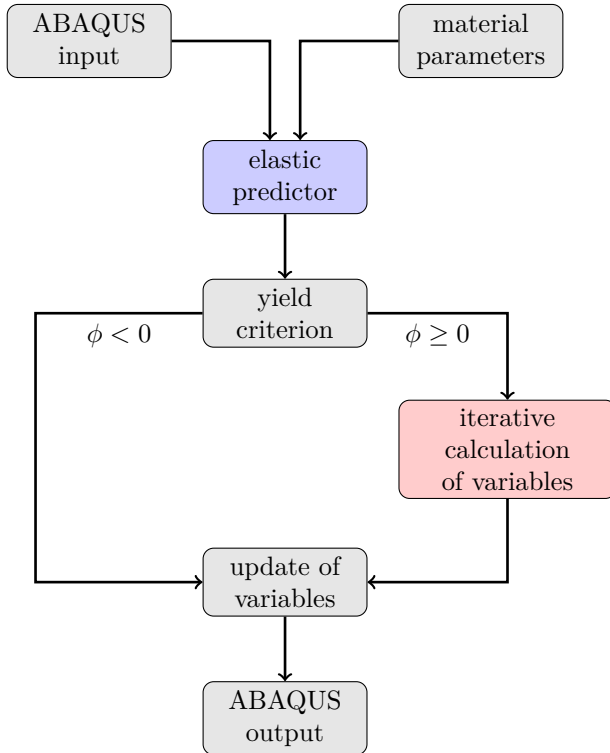 ABAQUS
input
material
parameters
elastic
predictor
yield
criterion
ϕ < 0
ϕ ≥ 0
iterative
calculation
of variables
update of
variables
ABAQUS
output